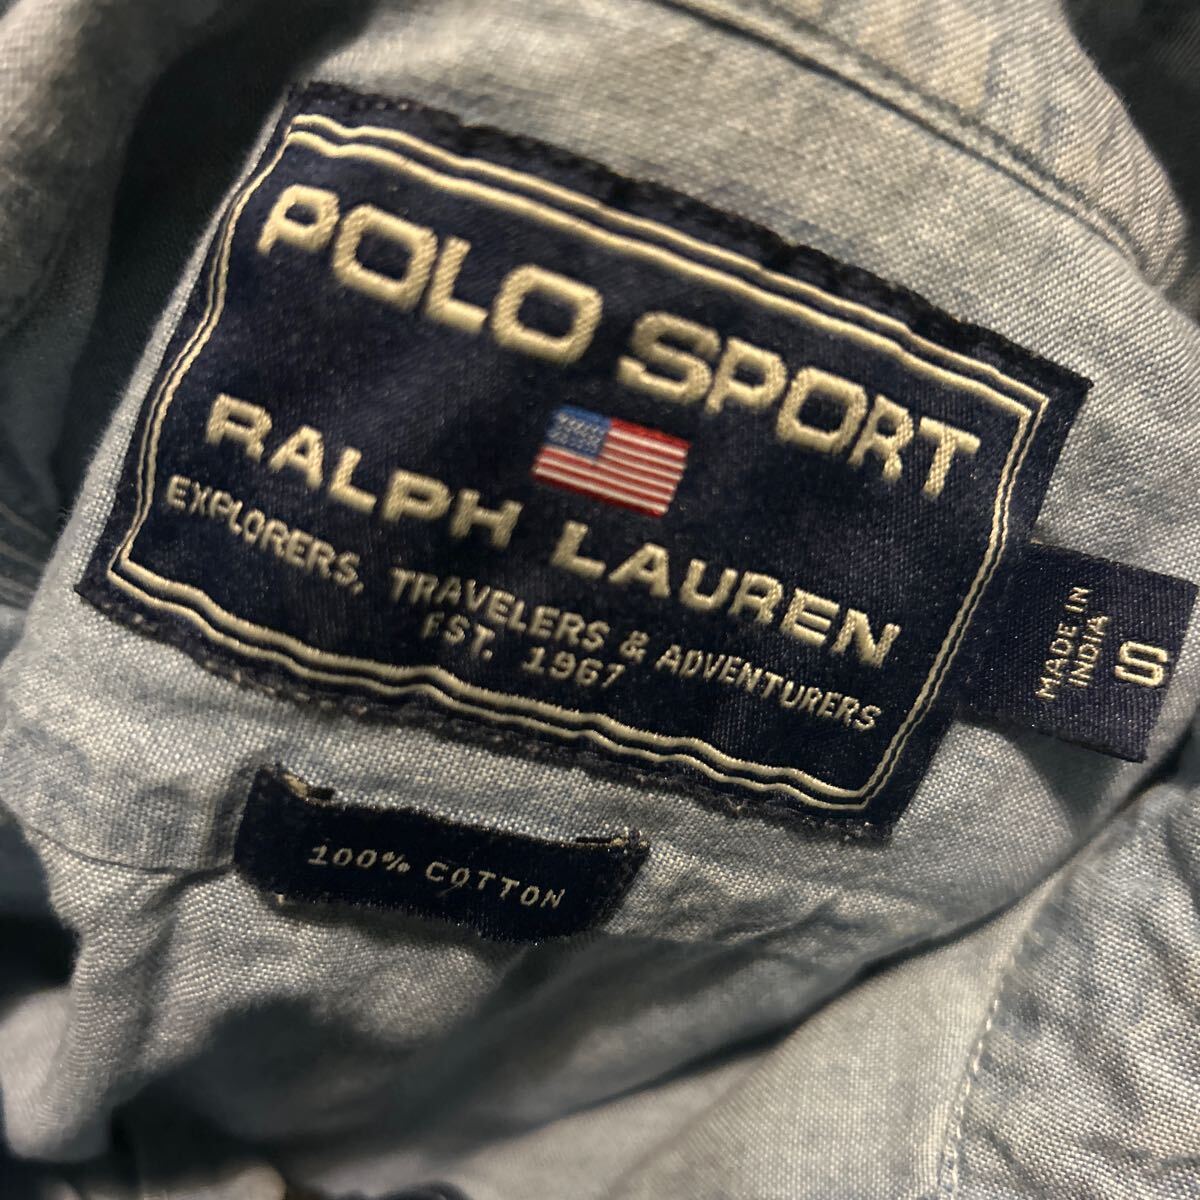 POLO SPORT
RALPH LAUREN
EXPLORERS, TRAVELERS & ADVENTURERS
EST. 1967
MADE IN
INDIA
S
100% COTTON